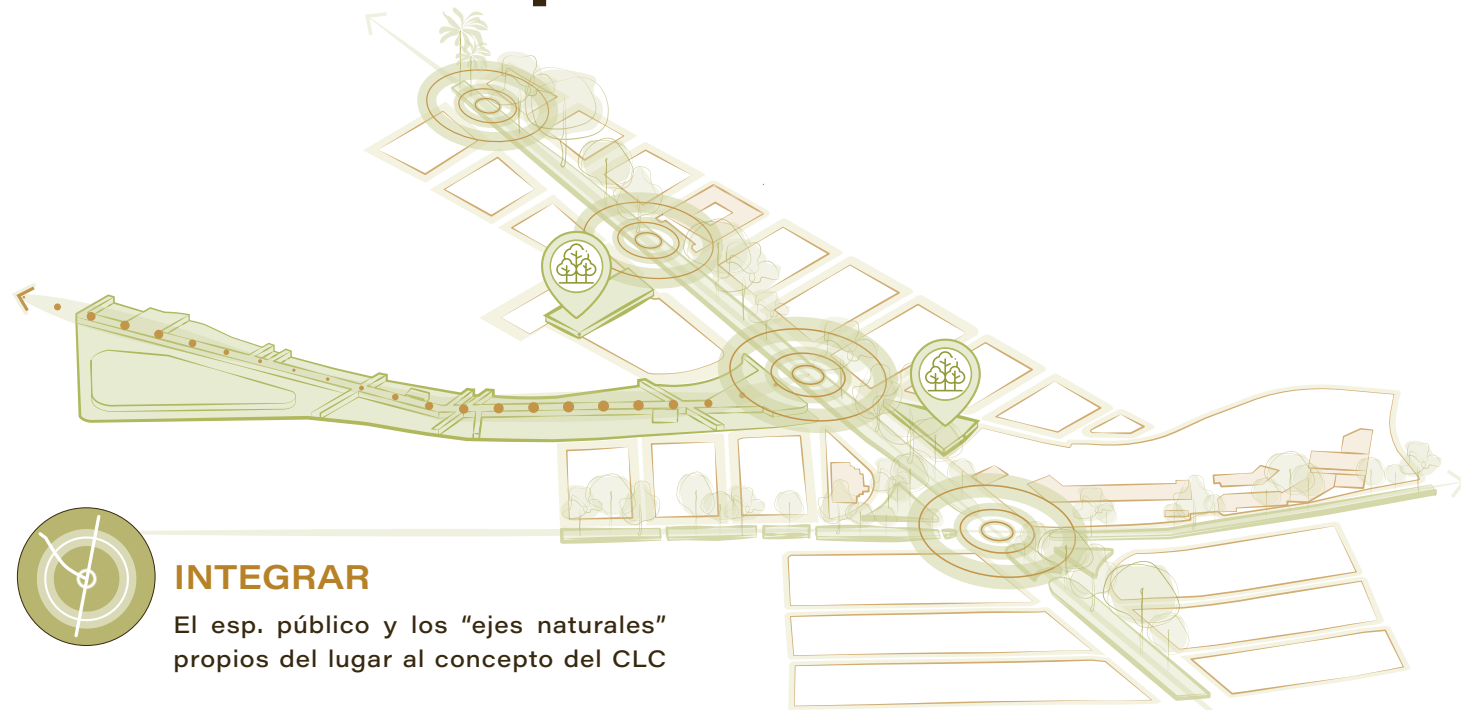 INTEGRAR
El esp. público y los “ejes naturales”
propios del lugar al concepto del CLC